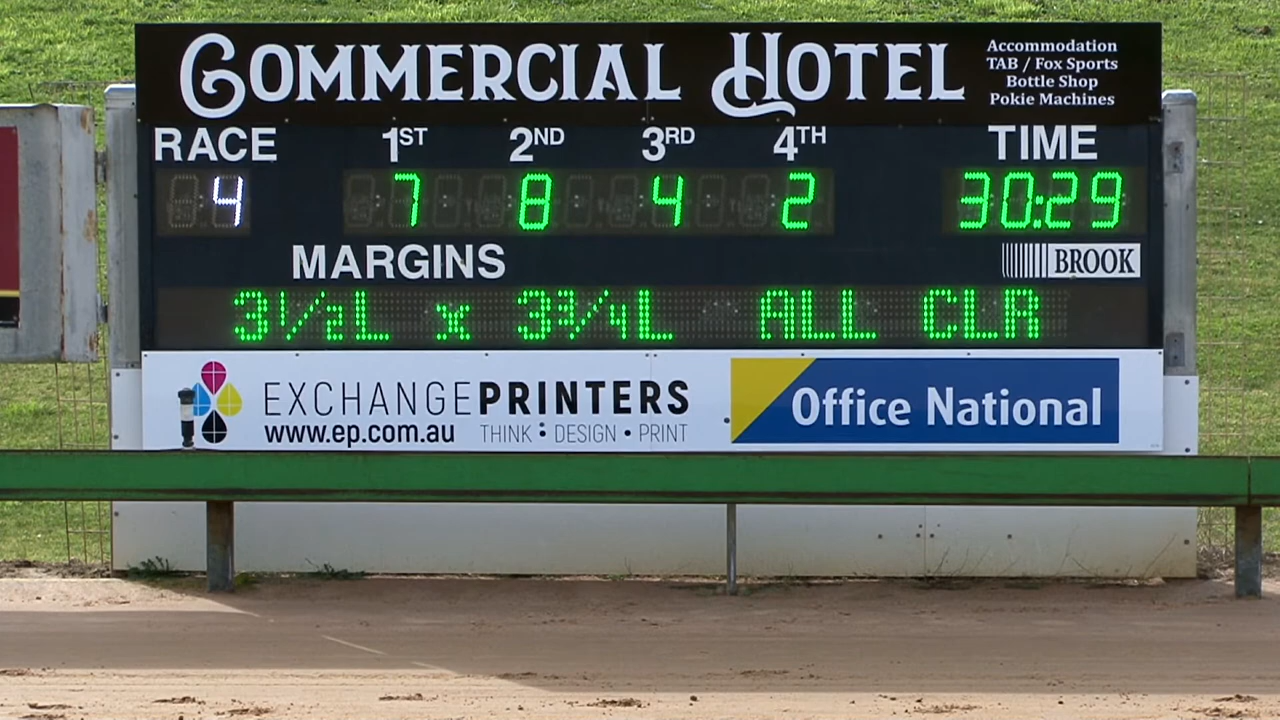 COMMERCIAL HOTEL
Accommodation
TAB / Fox Sports
Bottle Shop
Pokie Machines
RACE 1ST 2ND 3RD 4TH TIME
4 7 8 4 2 30:29
MARGINS
BROOK
3½L x 3¾L ALL CLR
EXCHANGEPRINTERS
www.ep.com.au THINK • DESIGN • PRINT
Office National